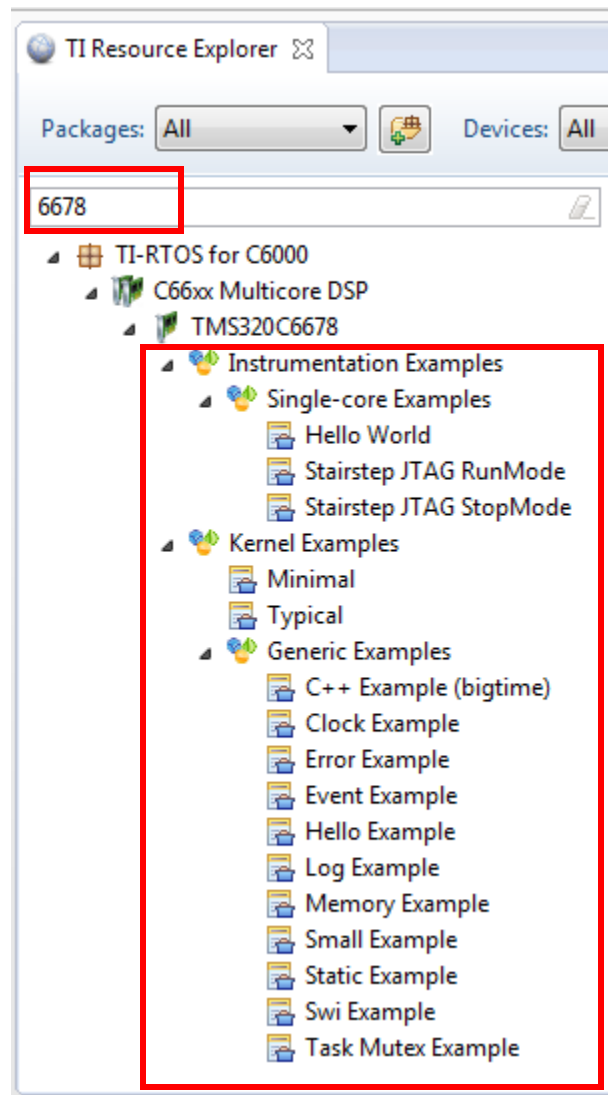 TI Resource Explorer
Packages: All Devices: All
6678
TI-RTOS for C6000
C66xx Multicore DSP
TMS320C6678
Instrumentation Examples
Single-core Examples
Hello World
Stairstep JTAG RunMode
Stairstep JTAG StopMode
Kernel Examples
Minimal
Typical
Generic Examples
C++ Example (bigtime)
Clock Example
Error Example
Event Example
Hello Example
Log Example
Memory Example
Small Example
Static Example
Swi Example
Task Mutex Example